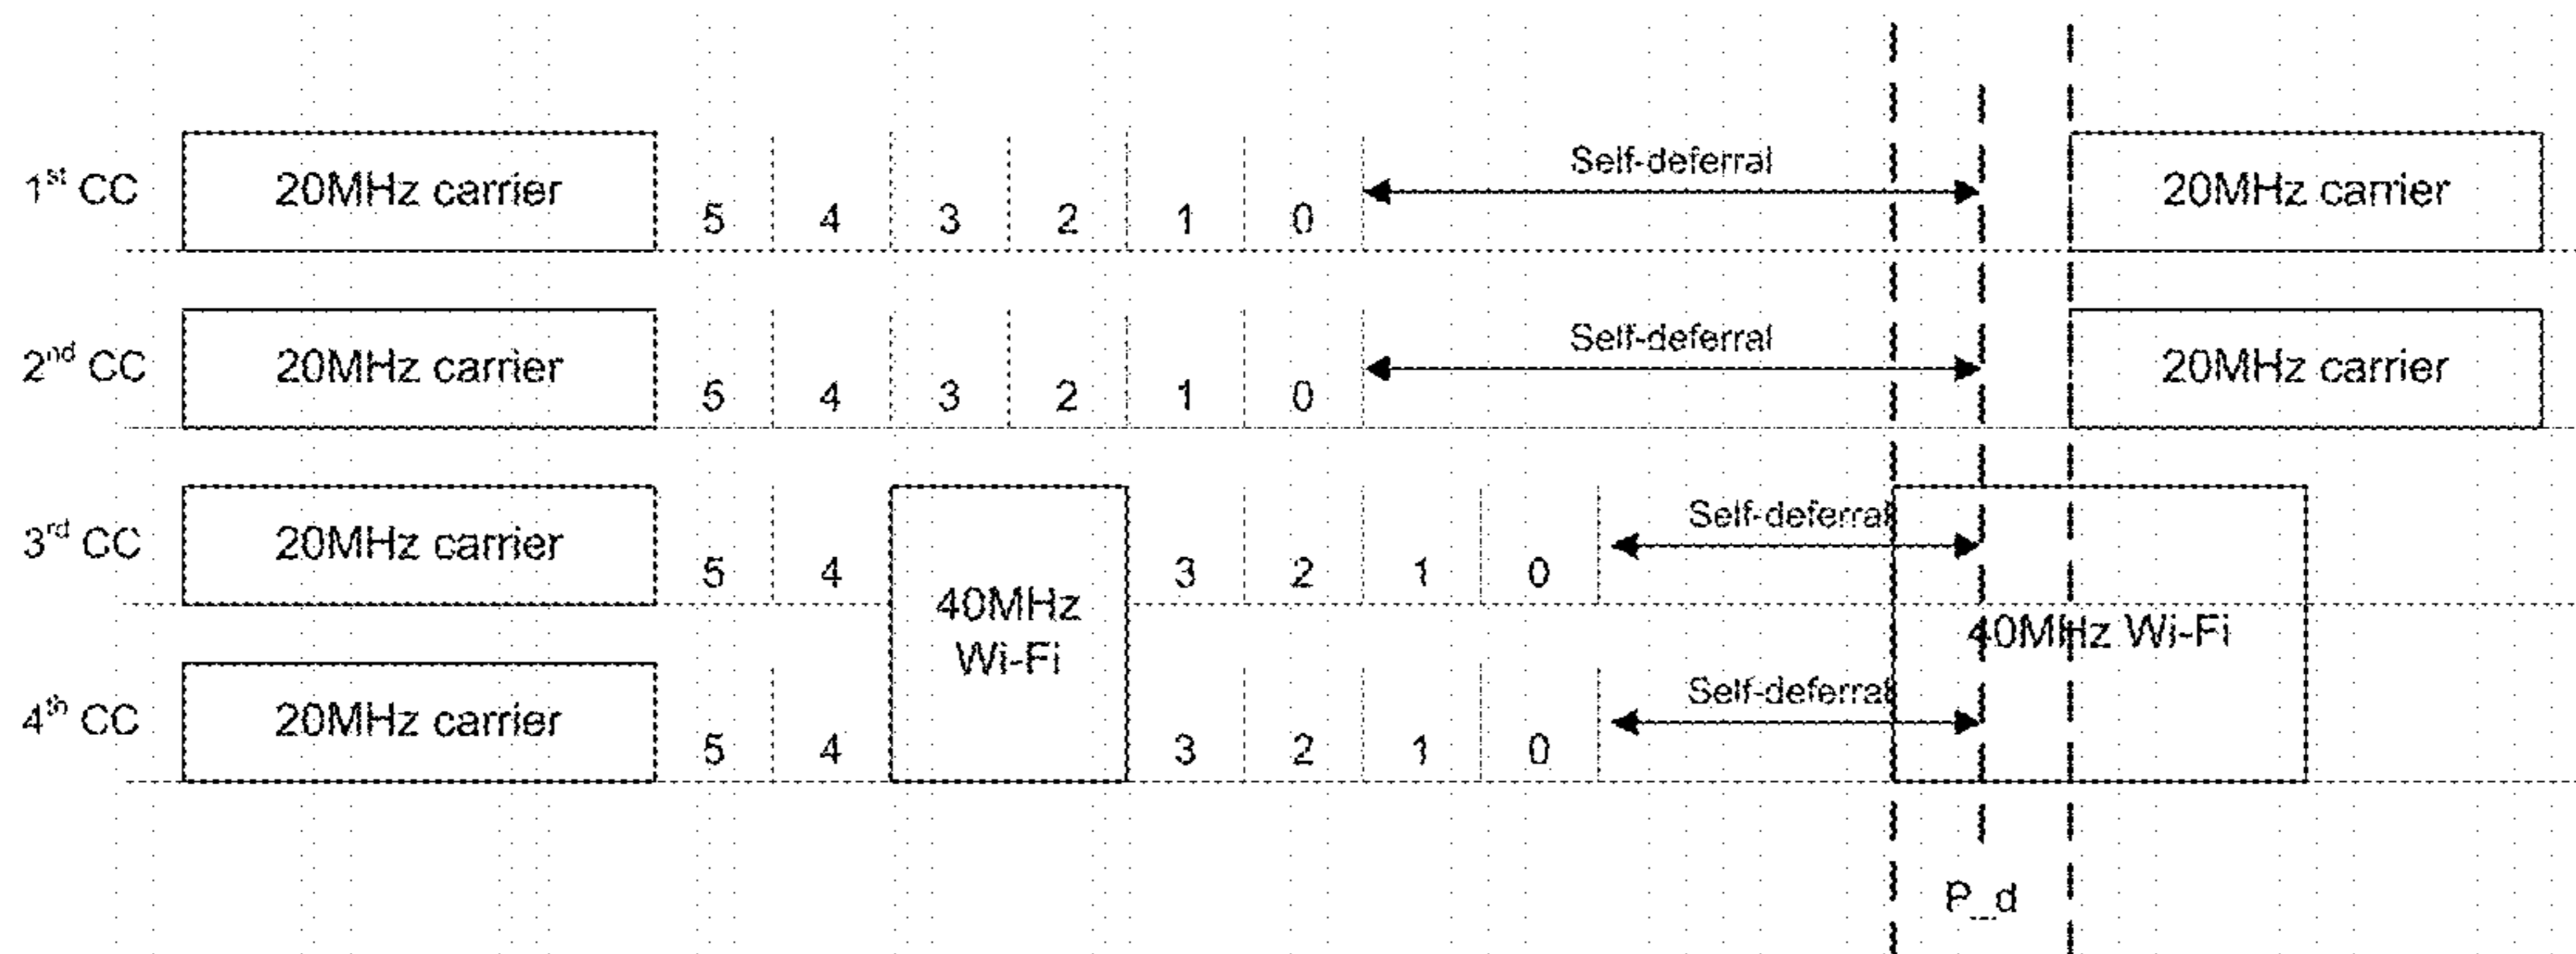 1st CC 20MHz carrier 5 4 3 2 1 0 Self-deferral 20MHz carrier
2nd CC 20MHz carrier 5 4 3 2 1 0 Self-deferral 20MHz carrier
3rd CC 20MHz carrier 5 4 3 2 1 0 Self-deferral
40MHz
Wi-Fi
40MHz Wi-Fi
4th CC 20MHz carrier 5 4 3 2 1 0 Self-deferral
P_d